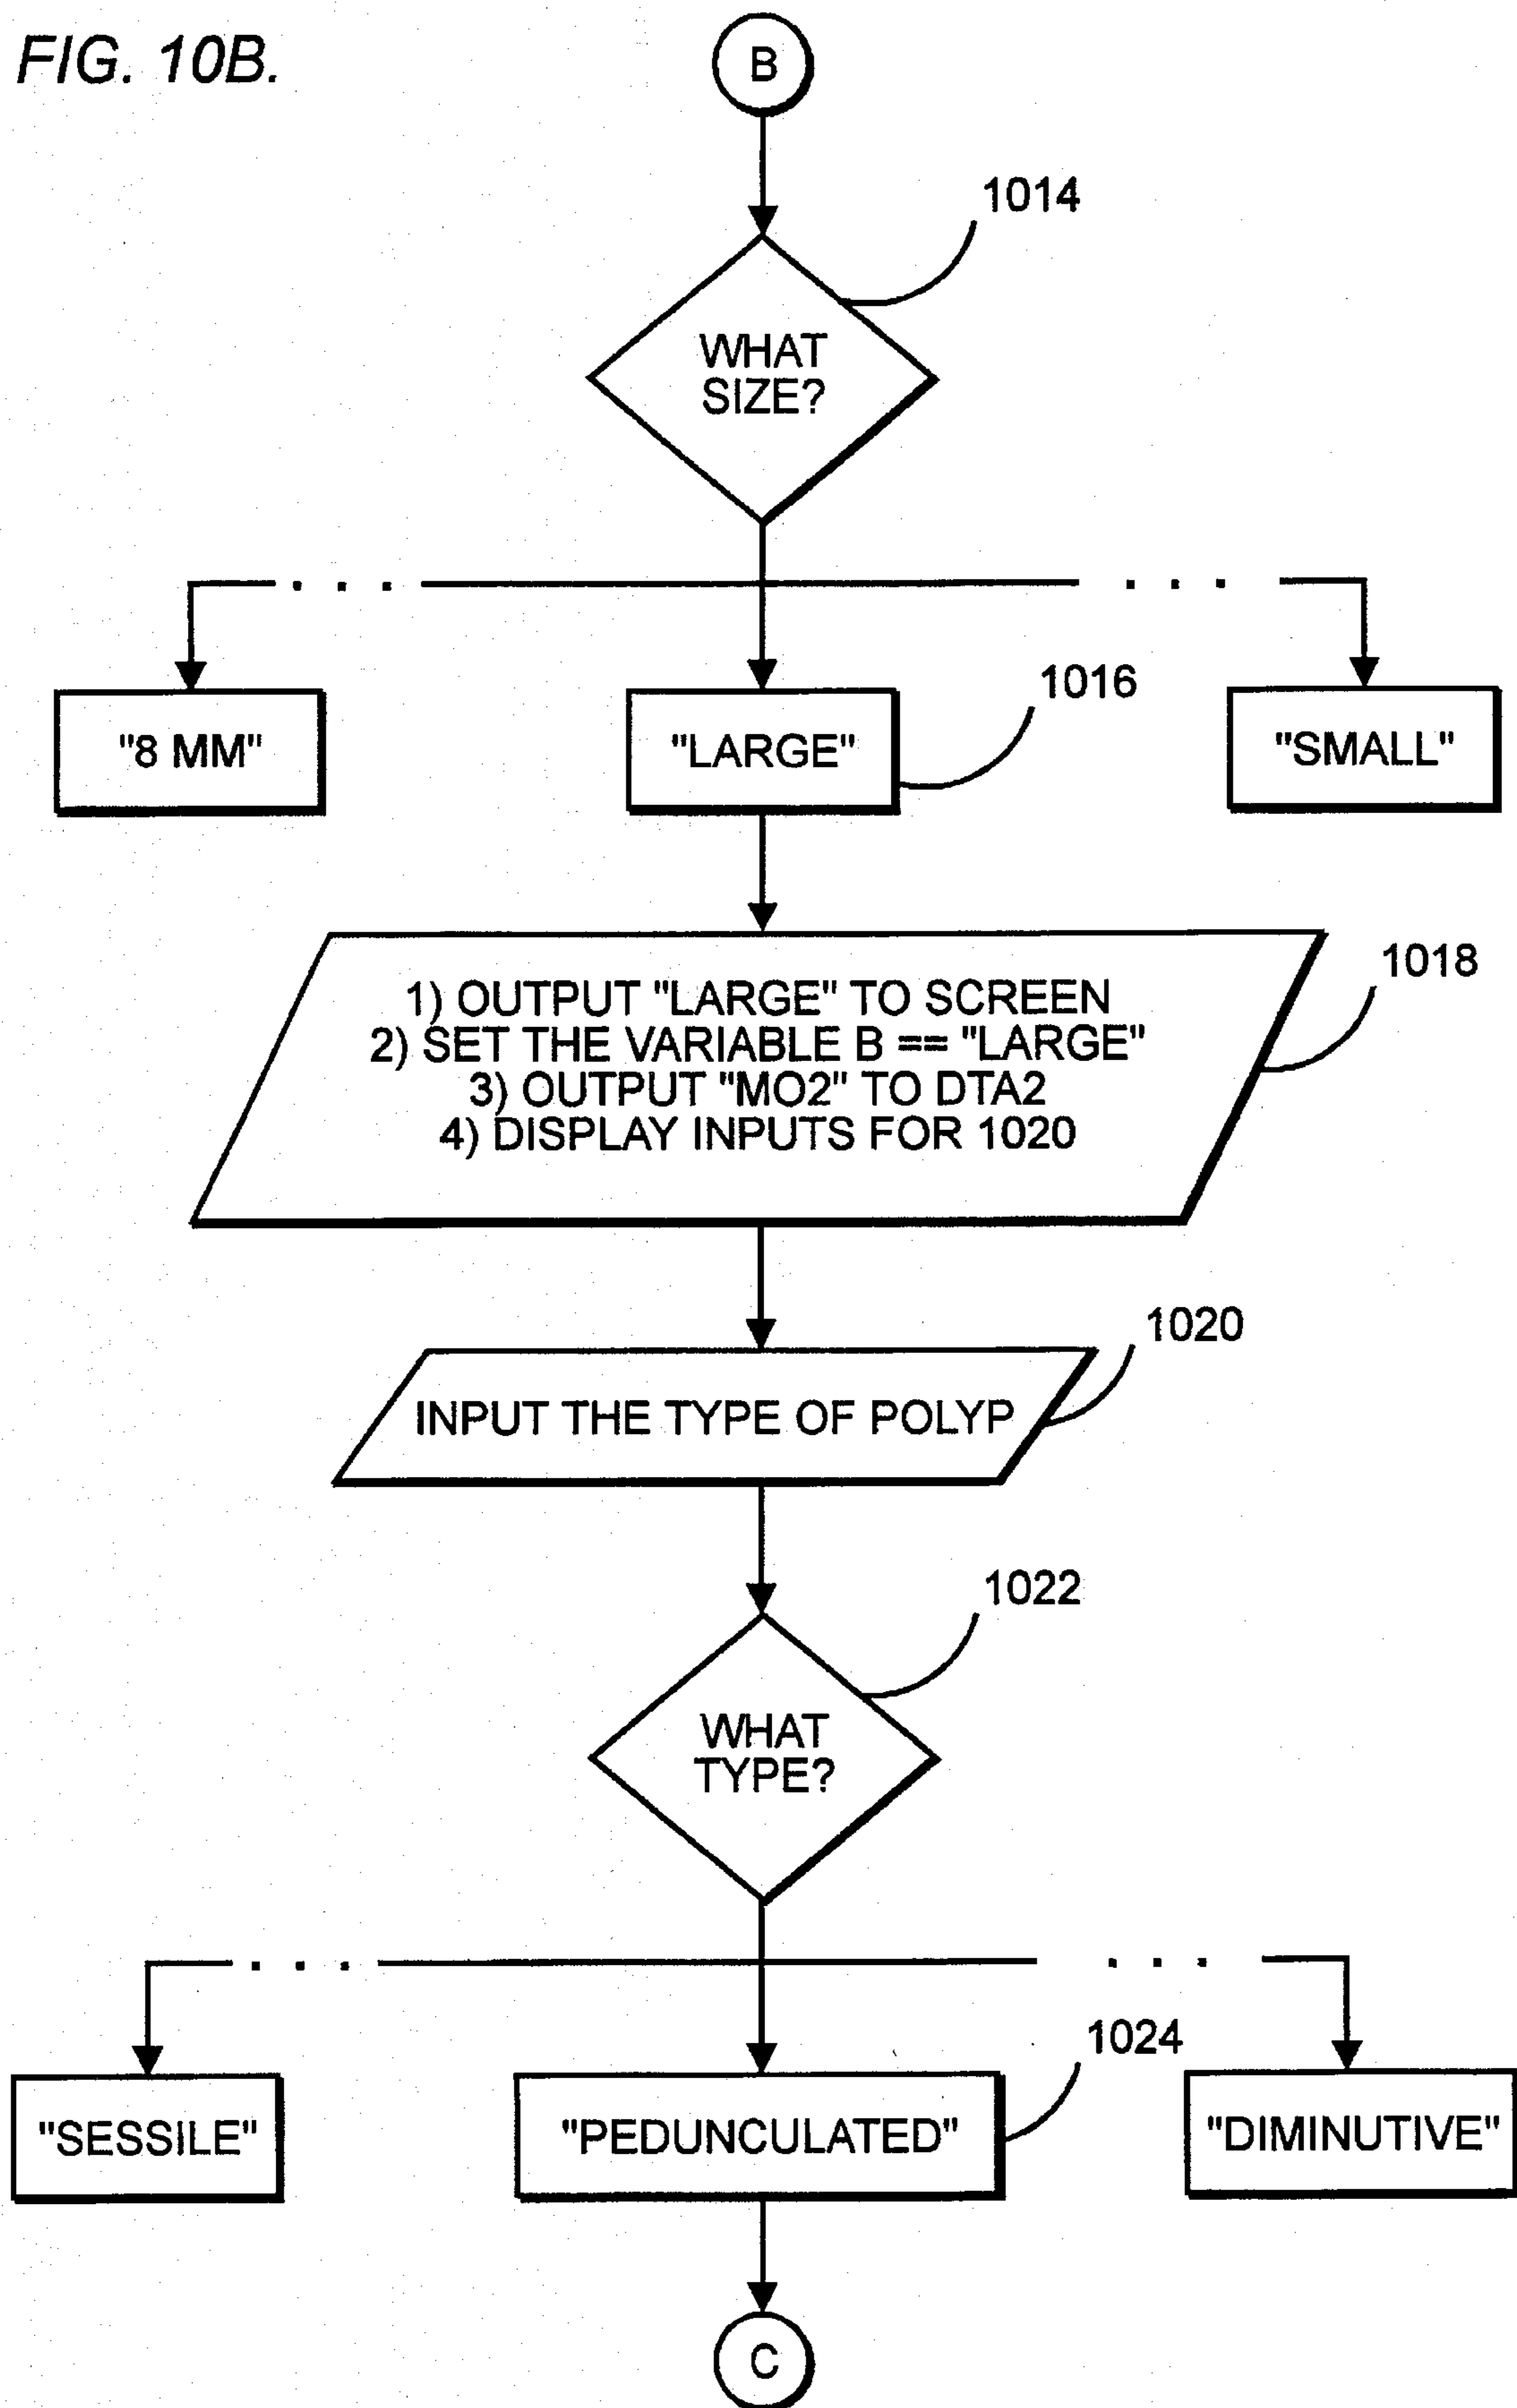 FIG. 10B.
B
1014
WHAT
SIZE?
"8 MM"
"LARGE"
1016
"SMALL"
1) OUTPUT "LARGE" TO SCREEN
2) SET THE VARIABLE B == "LARGE"
3) OUTPUT "MO2" TO DTA2
4) DISPLAY INPUTS FOR 1020
1018
INPUT THE TYPE OF POLYP
1020
1022
WHAT
TYPE?
"SESSILE"
"PEDUNCULATED"
1024
"DIMINUTIVE"
C